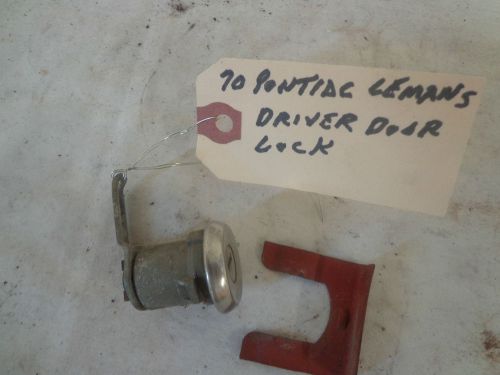 70 PONTIAC LEMANS
DRIVER DOOR
LOCK